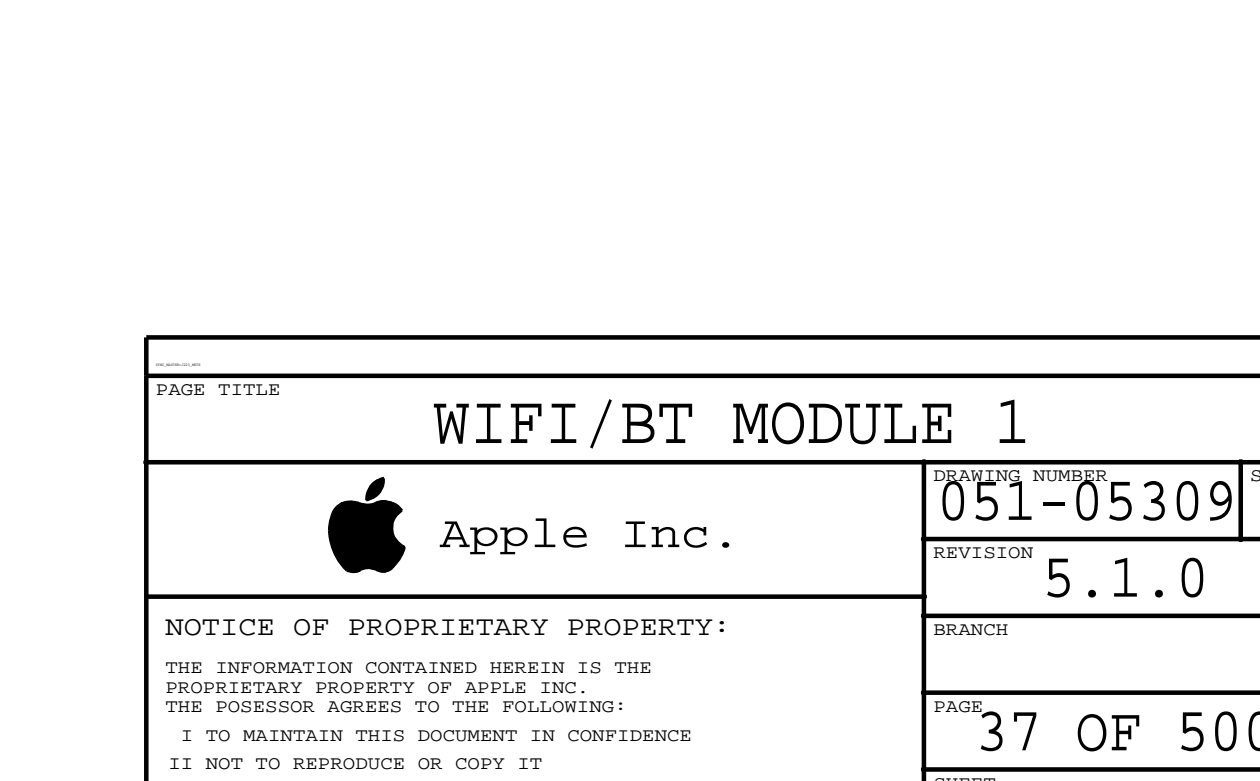 PAGE TITLE
WIFI/BT MODULE 1
DRAWING NUMBER
051-05309
Apple Inc.
REVISION
5.1.0
NOTICE OF PROPRIETARY PROPERTY:
BRANCH
THE INFORMATION CONTAINED HEREIN IS THE
PROPRIETARY PROPERTY OF APPLE INC.
THE POSESSOR AGREES TO THE FOLLOWING:
PAGE
37 OF 500
I TO MAINTAIN THIS DOCUMENT IN CONFIDENCE
II NOT TO REPRODUCE OR COPY IT